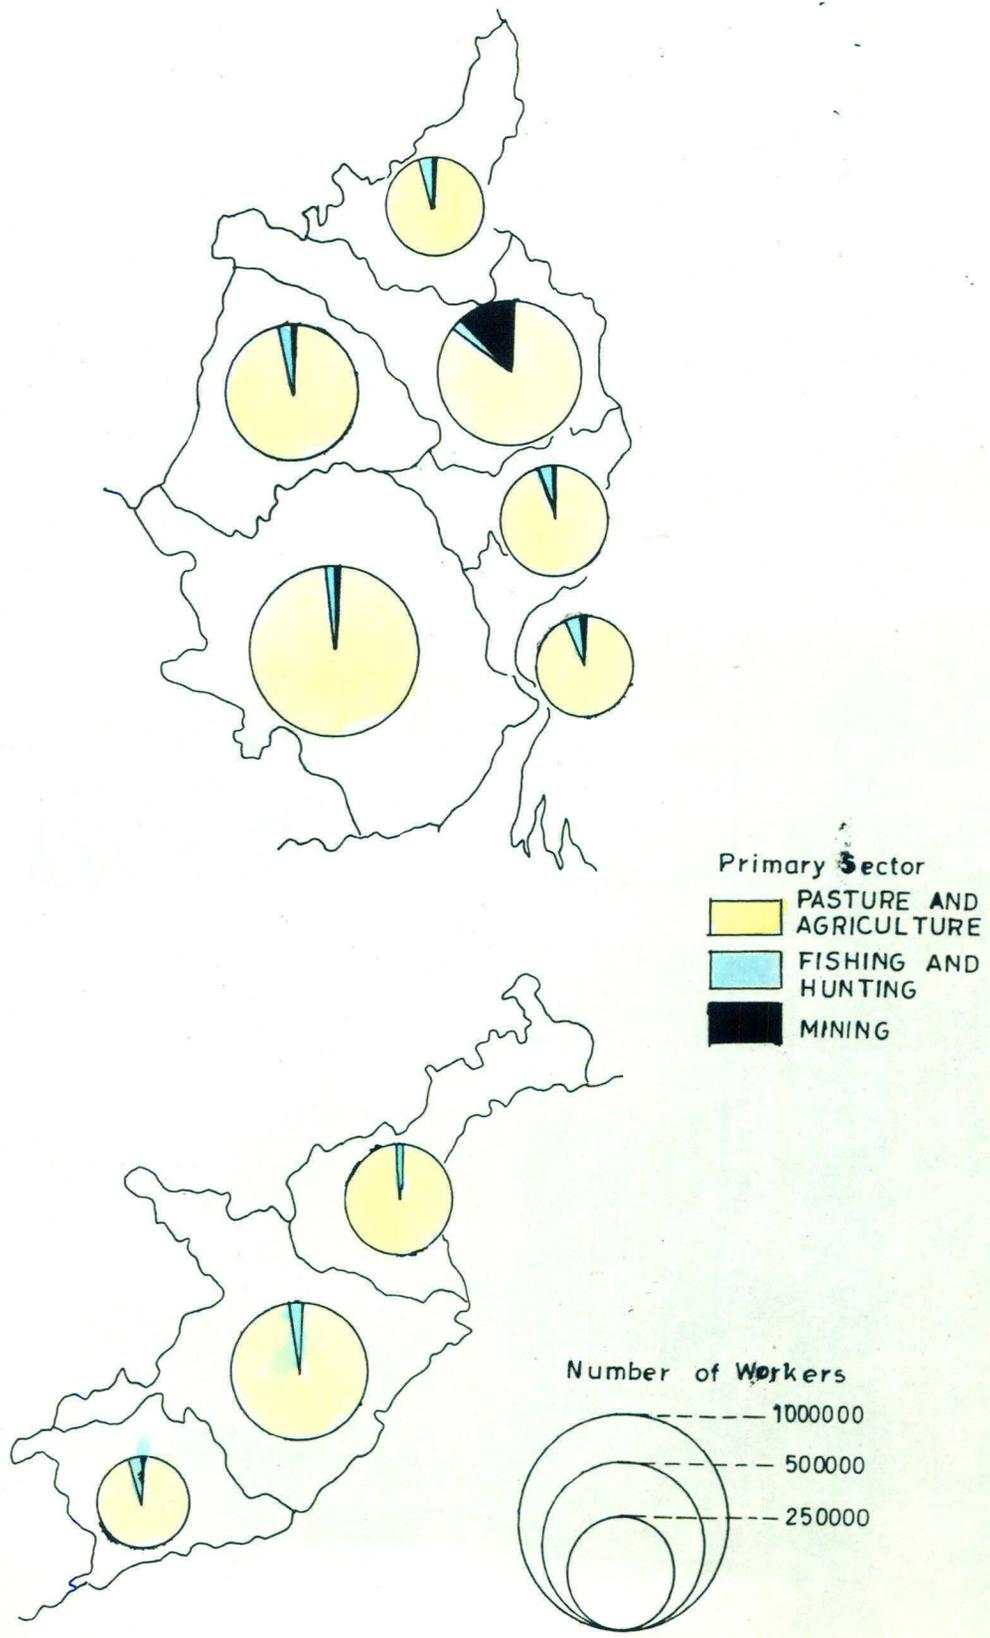 Primary Sector
PASTURE AND
AGRICULTURE
FISHING AND
HUNTING
MINING
Number of Workers
1000000
500000
250000